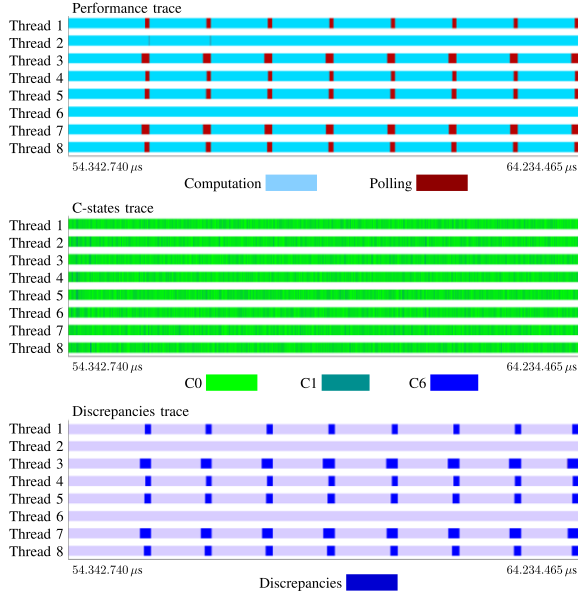 Performance trace
Thread 1
Thread 2
Thread 3
Thread 4
Thread 5
Thread 6
Thread 7
Thread 8
54.342.740 µs 64.234.465 µs
Computation Polling
C-states trace
Thread 1
Thread 2
Thread 3
Thread 4
Thread 5
Thread 6
Thread 7
Thread 8
54.342.740 µs 64.234.465 µs
C0 C1 C6
Discrepancies trace
Thread 1
Thread 2
Thread 3
Thread 4
Thread 5
Thread 6
Thread 7
Thread 8
54.342.740 µs 64.234.465 µs
Discrepancies